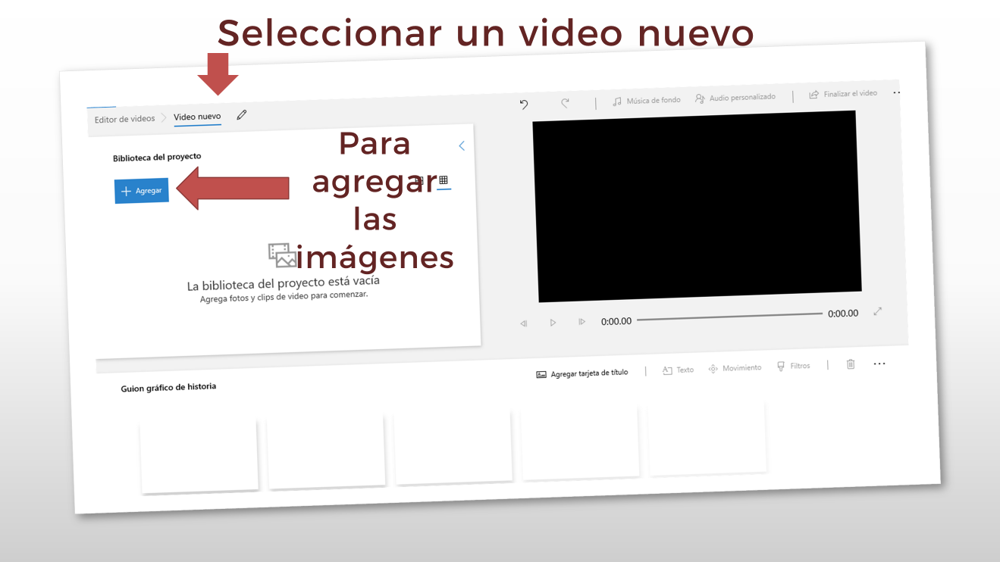 Seleccionar un video nuevo
Editor de videos
Video nuevo
Música de fondo
Audio personalizado
Finalizar el video
Biblioteca del proyecto
Agregar
Para
agregar
las
imágenes
La biblioteca del proyecto está vacía
Agrega fotos y clips de video para comenzar.
0:00.00
0:00.00
Guion gráfico de historia
Agregar tarjeta de título
Texto
Movimiento
Filtros